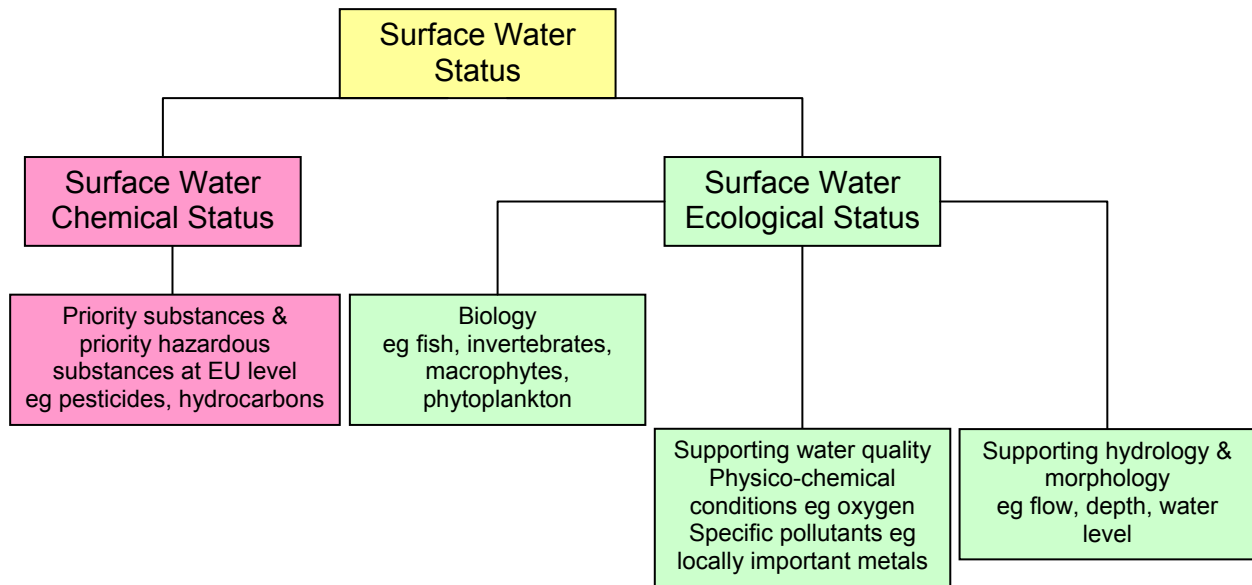 Surface Water
Status
Surface Water
Chemical Status
Surface Water
Ecological Status
Priority substances &
priority hazardous
substances at EU level
eg pesticides, hydrocarbons
Biology
eg fish, invertebrates,
macrophytes,
phytoplankton
Supporting water quality
Physico-chemical
conditions eg oxygen
Specific pollutants eg
locally important metals
Supporting hydrology &
morphology
eg flow, depth, water
level